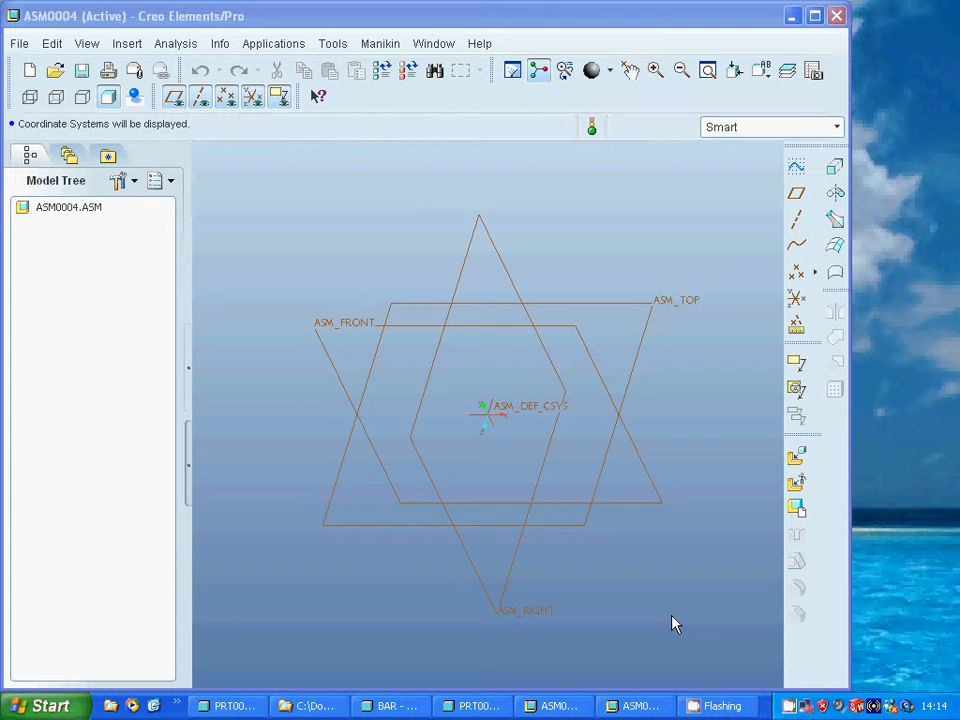 ASM0004 (Active) - Creo Elements/Pro
File Edit View Insert Analysis Info Applications Tools Manikin Window Help
Coordinate Systems will be displayed.
Smart
Model Tree
ASM0004.ASM
ASM_TOP
ASM_FRONT
ASM_DEF_CSYS
X
Z
ASM_RIGHT
Start
PRT00...
C:\Do...
BAR - ...
PRT00...
ASM0...
ASM0...
Flashing
14:14